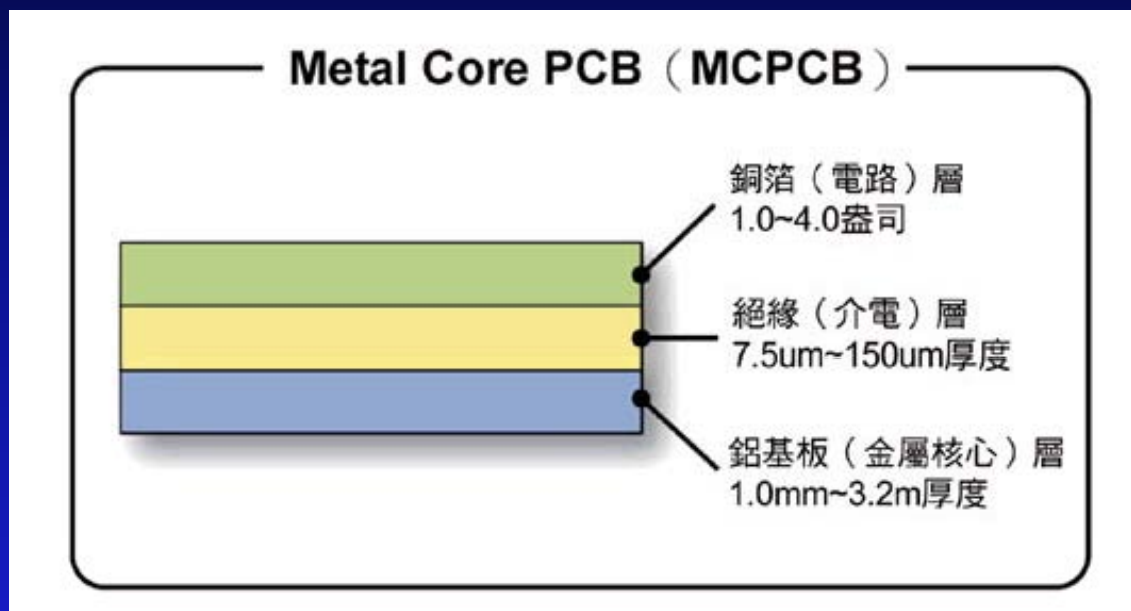 Metal Core PCB（MCPCB）
銅箔（電路）層
1.0~4.0盎司
絕緣（介電）層
7.5um~150um厚度
鋁基板（金屬核心）層
1.0mm~3.2m厚度